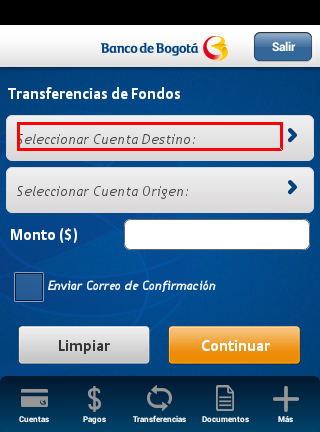 Banco de Bogotá
Salir
Transferencias de Fondos
Seleccionar Cuenta Destino:
Seleccionar Cuenta Origen:
Monto ($)
Enviar Correo de Confirmación
Limpiar
Continuar
Cuentas
Pagos
Transferencias
Documentos
Más